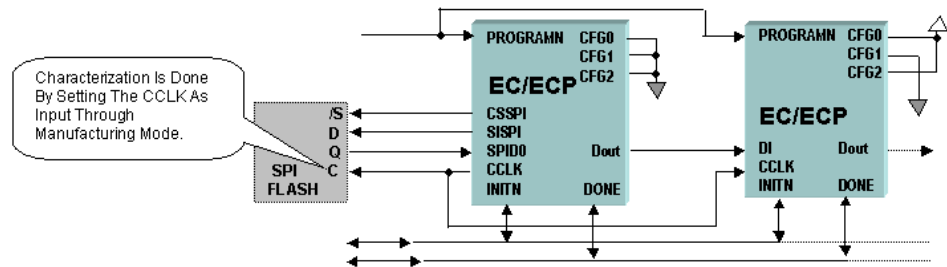 Characterization Is Done
By Setting The CCLK As
Input Through
Manufacturing Mode.
/S
D
Q
C
SPI
FLASH
PROGRAMN
CFG0
CFG1
CFG2
EC/ECP
CSSPI
SISPI
SPID0
Dout
CCLK
INITN
DONE
PROGRAMN
CFG0
CFG1
CFG2
EC/ECP
DI
Dout
CCLK
INITN
DONE